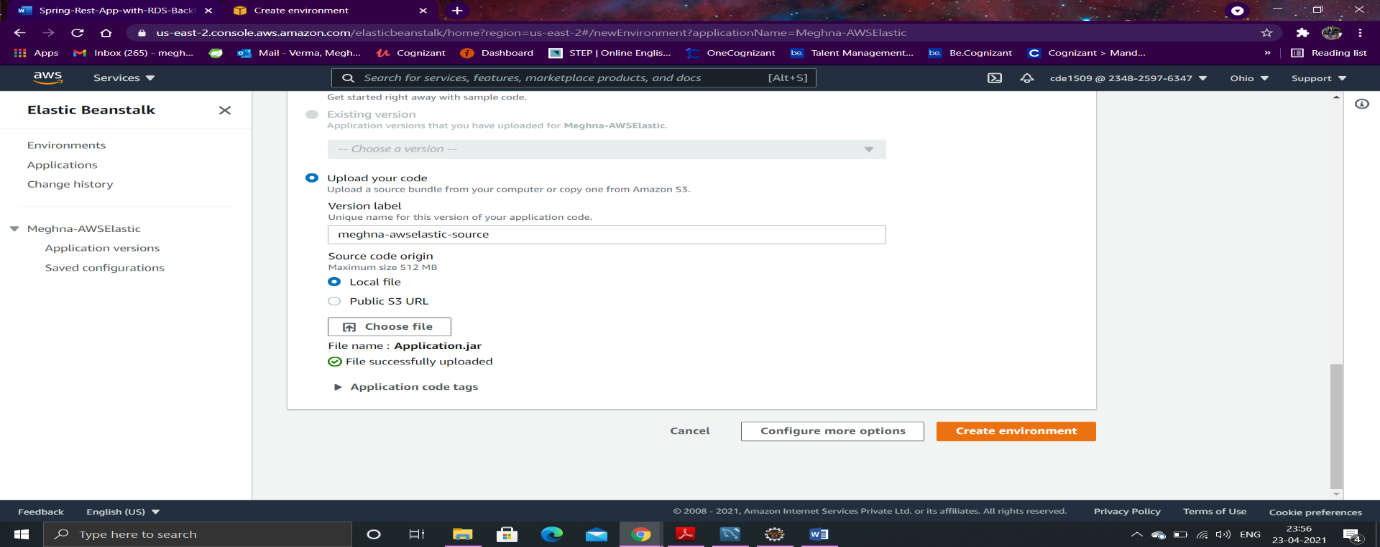 Spring-Rest-App-with-RDS-Back
Create environment
us-east-2.console.aws.amazon.com/elasticbeanstalk/home?region=us-east-2#/newEnvironment?applicationName=Meghna-AWSElastic
Apps
Inbox (265) - megh...
Mail - Verma, Megh...
Cognizant
Dashboard
STEP | Online Englis...
OneCognizant
be. Talent Management...
be. Be.Cognizant
Cognizant > Mand...
»
Reading list
aws
Services
Search for services, features, marketplace products, and docs
[Alt+S]
cde1509 @ 2348-2597-6347
Ohio
Support
Elastic Beanstalk
Environments
Applications
Change history
Meghna-AWSElastic
Application versions
Saved configurations
Get started right away with sample code.
Existing version
Application versions that you have uploaded for Meghna-AWSElastic.
-- Choose a version --
Upload your code
Upload a source bundle from your computer or copy one from Amazon S3.
Version label
Unique name for this version of your application code.
meghna-awselastic-source
Source code origin
Maximum size 512 MB
Local file
Public S3 URL
Choose file
File name : Application.jar
File successfully uploaded
Application code tags
Cancel
Configure more options
Create environment
Feedback
English (US)
© 2008 - 2021, Amazon Internet Services Private Ltd. or its affiliates. All rights reserved.
Privacy Policy
Terms of Use
Cookie preferences
Type here to search
ENG
23:56
23-04-2021
4